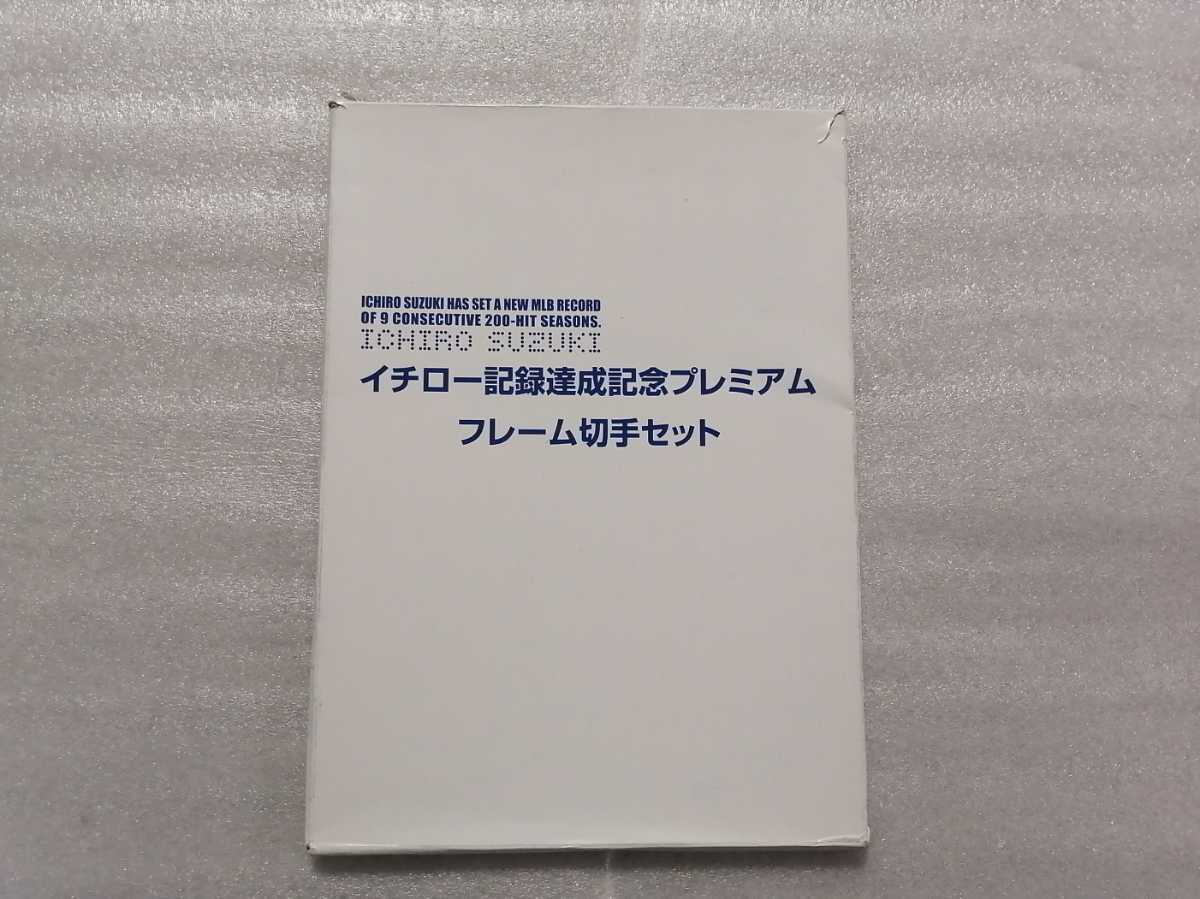 ICHIRO SUZUKI HAS SET A NEW MLB RECORD
OF 9 CONSECUTIVE 200-HIT SEASONS.
ICHIRO SUZUKI
イチロー記録達成記念プレミアム
フレーム切手セット